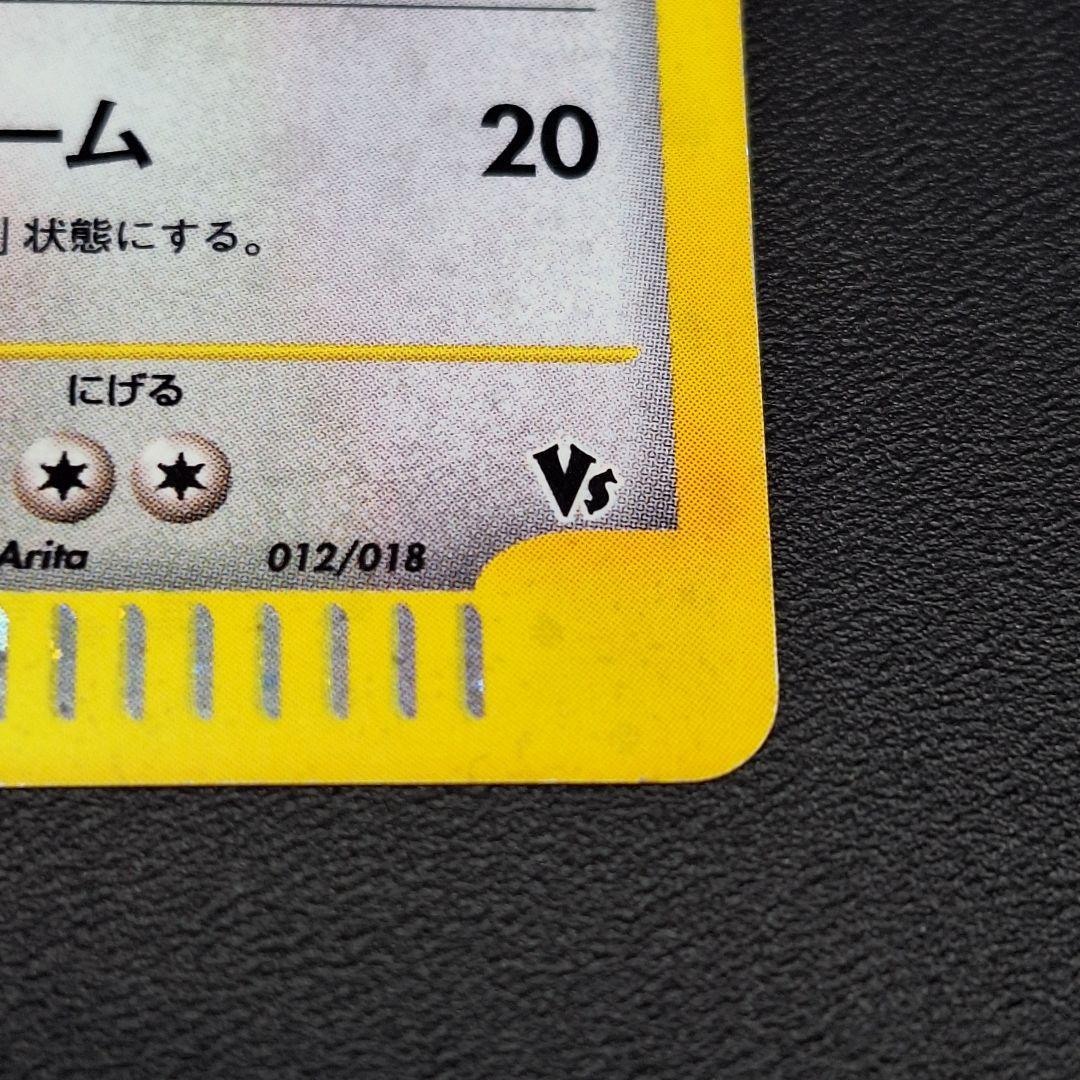 ーム 20
」状態にする。
にげる
Vs
Arita 012/018